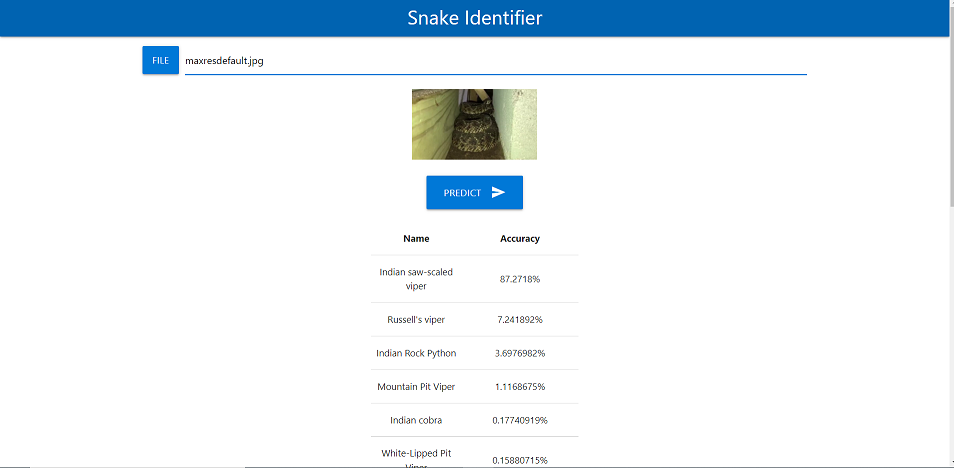 Snake Identifier
FILE
maxresdefault.jpg
PREDICT
Name Accuracy
Indian saw-scaled
viper
87.2718%
Russell's viper 7.241892%
Indian Rock Python 3.6976982%
Mountain Pit Viper 1.1168675%
Indian cobra 0.17740919%
White-Lipped Pit
Viper
0.15880715%